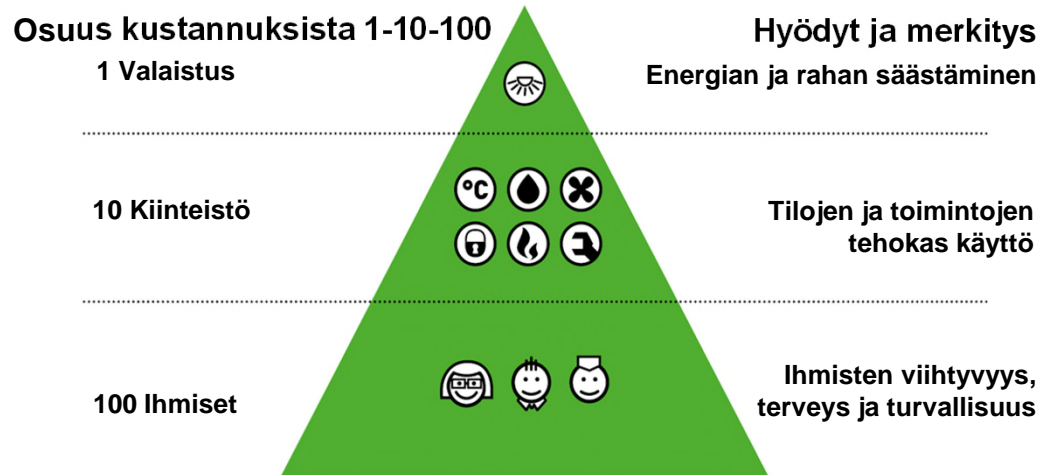 Osuus kustannuksista 1-10-100
Hyödyt ja merkitys
1 Valaistus
Energian ja rahan säästäminen
°C
10 Kiinteistö
Tilojen ja toimintojen
tehokas käyttö
100 Ihmiset
Ihmisten viihtyvyys,
terveys ja turvallisuus